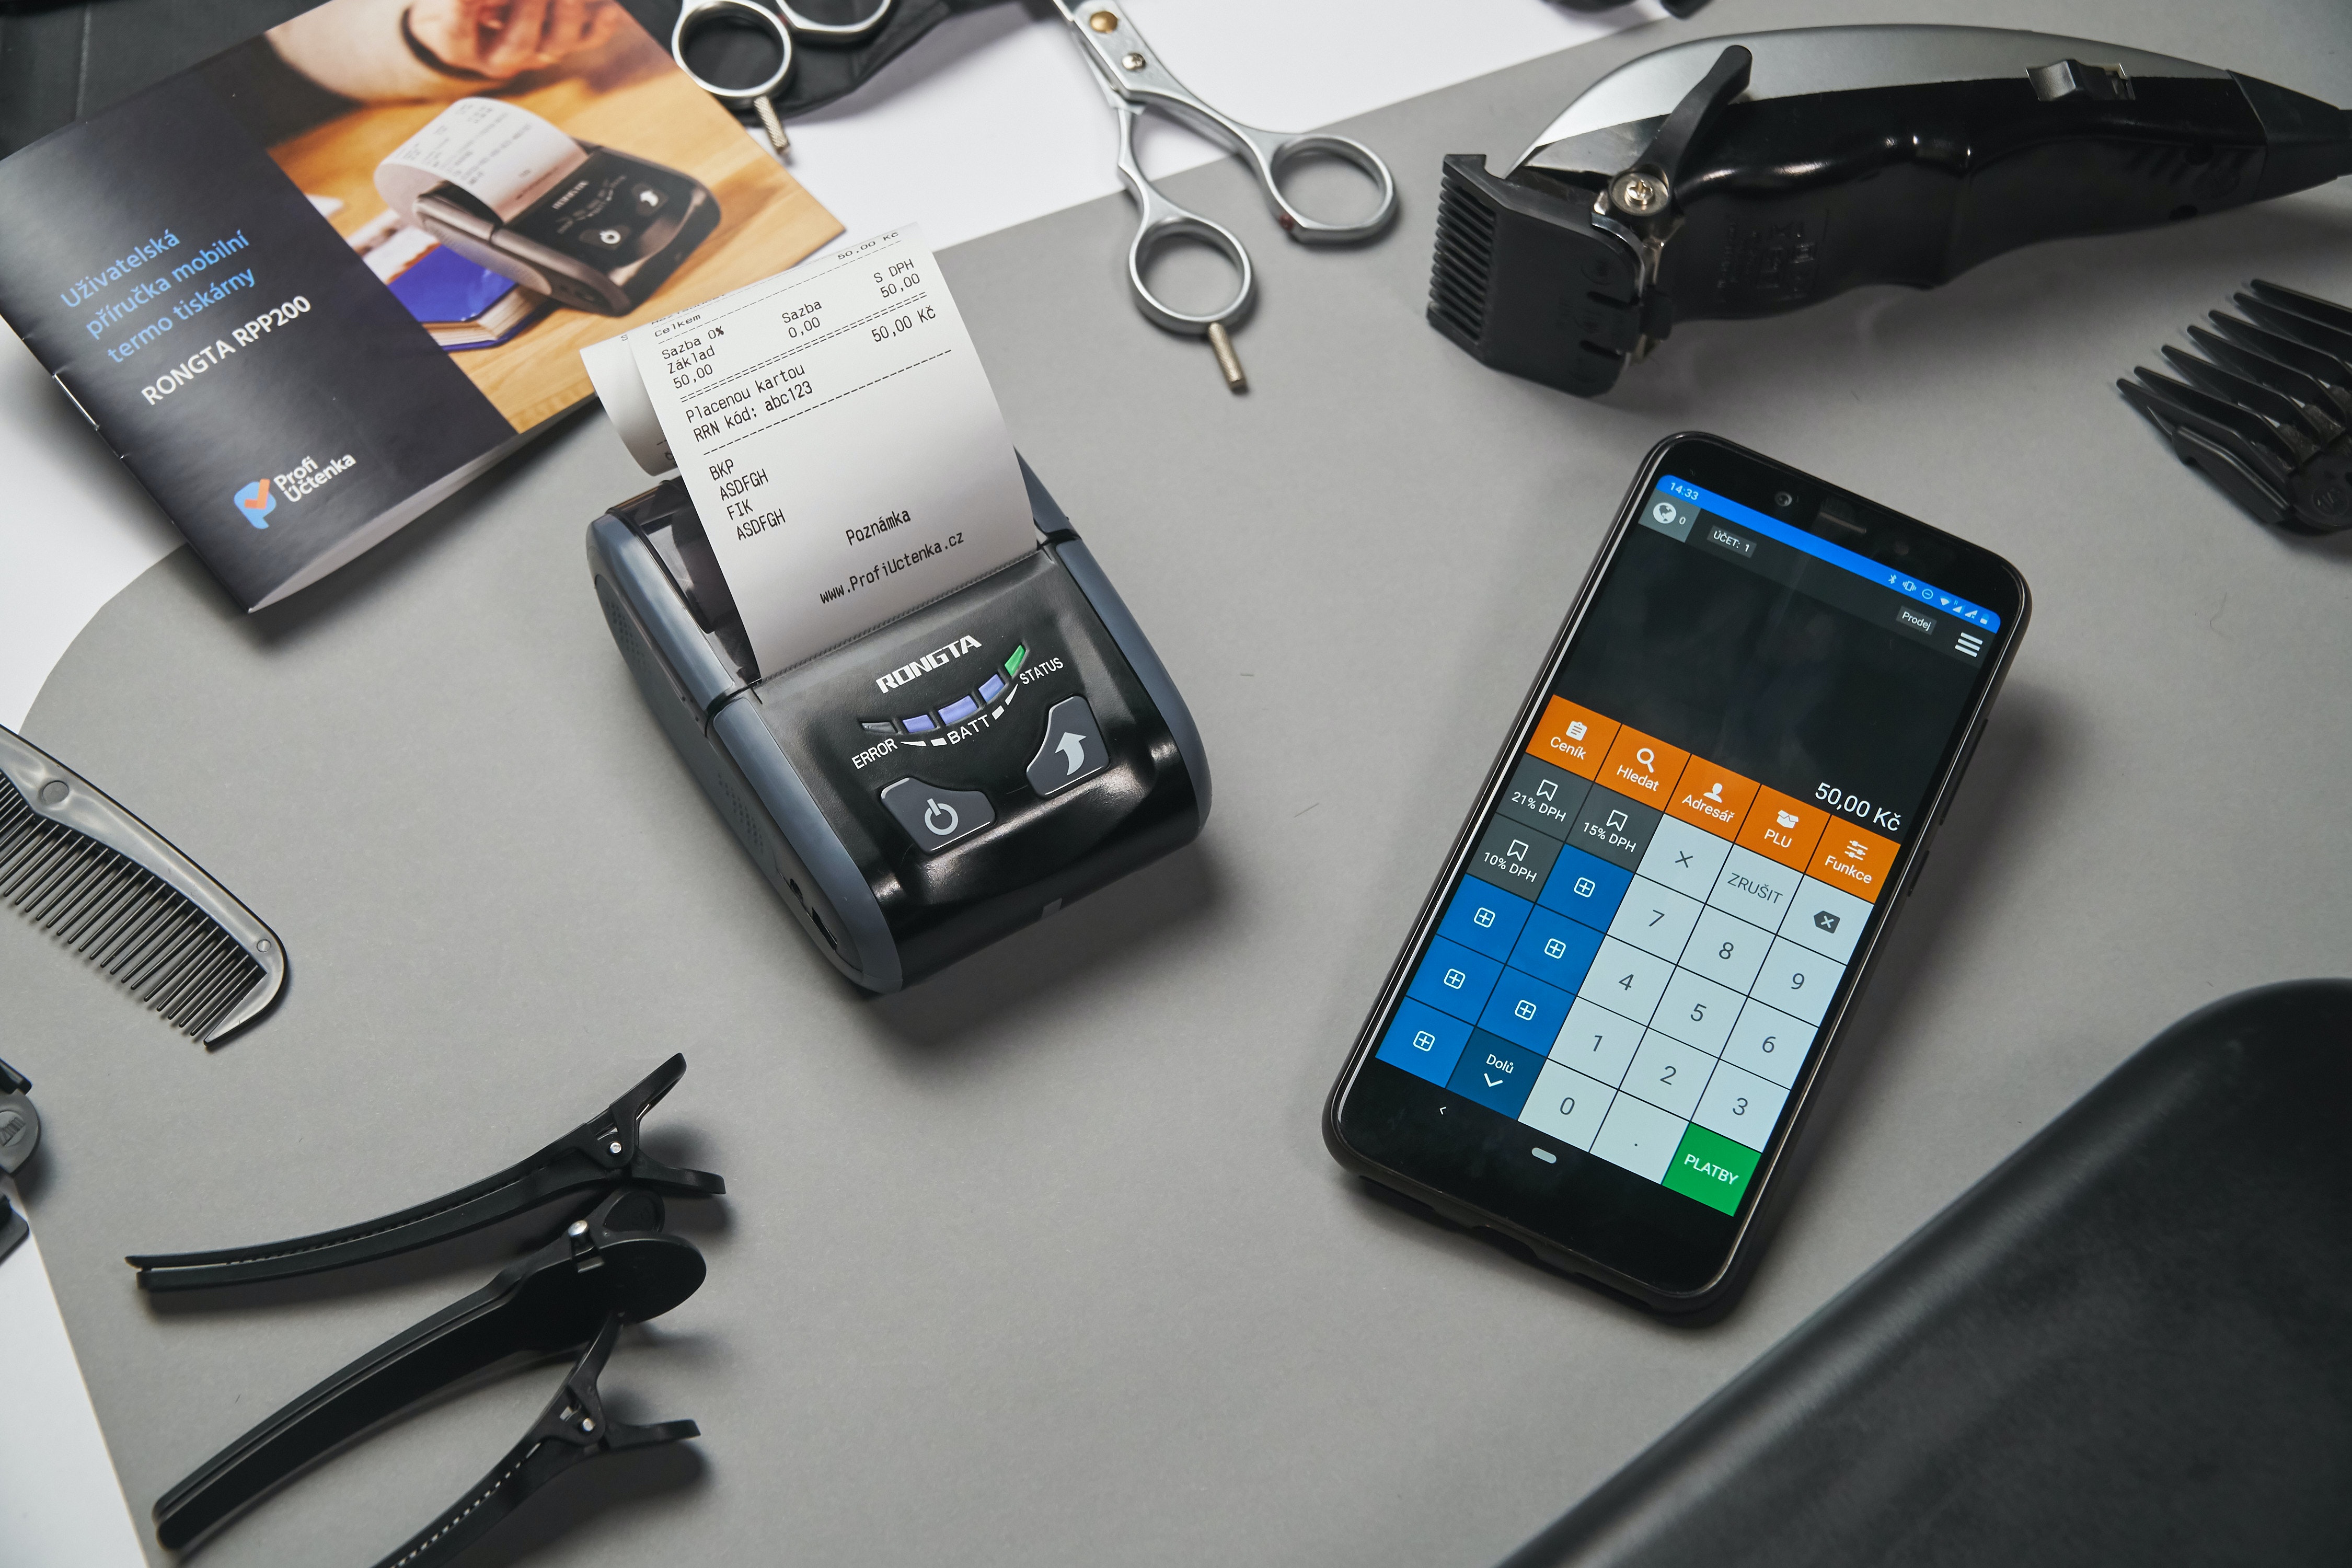 Uživatelská
příručka mobilní
termo tiskárny
RONGTA RPP200
Profi
Účtenka
50,00 Kč
Celkem
S DPH
Sazba 0%
Sazba
50,00
Základ
0,00
50,00
50,00 Kč
Placenou kartou
RRN kód: abc123
BKP
ASDFGH
FIK
ASDFGH
Poznámka
www.ProfiUctenka.cz
RONGTA
ERROR
BATT
STATUS
14:33
0
ÚČET: 1
Prodej
50,00 Kč
Ceník
Hledat
Adresář
PLU
Funkce
21% DPH
15% DPH
×
ZRUŠIT
10% DPH
7
8
9
4
5
6
1
2
3
Dolů
0
.
PLATBY